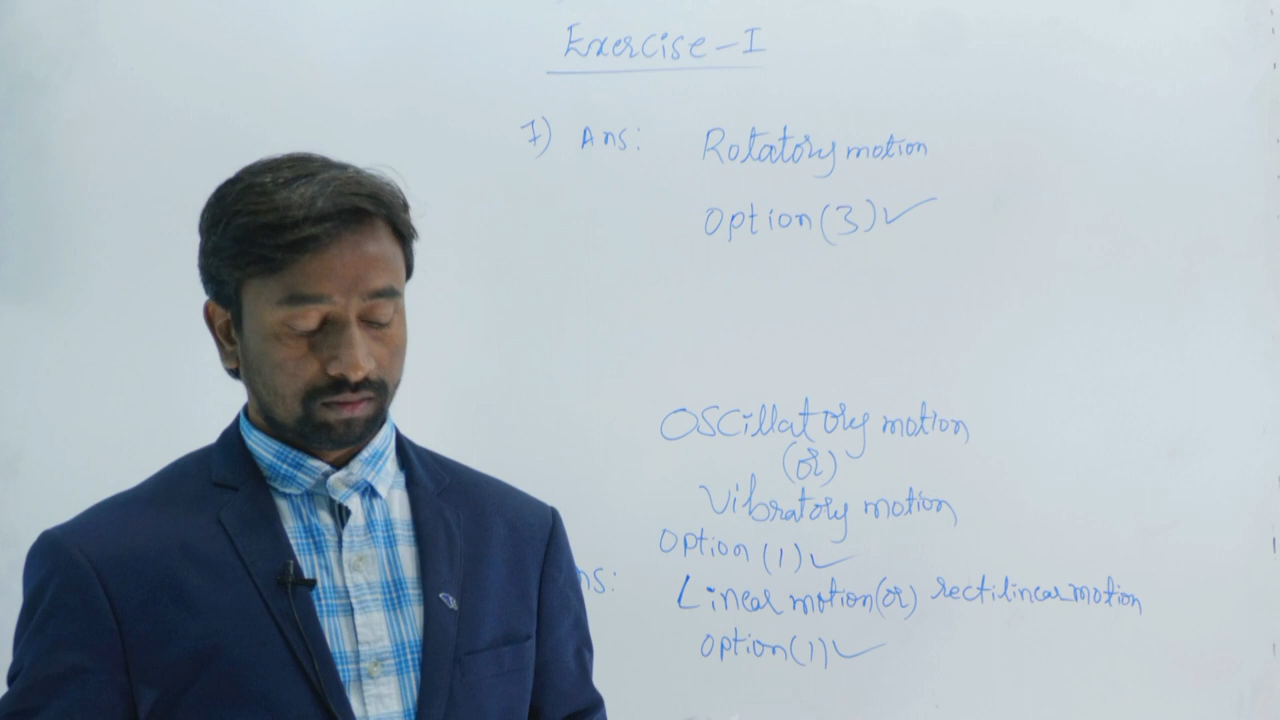 Exercise-I
7) Ans: Rotatory motion
Option(3)✓
Oscillatory motion
(or)
Vibratory motion
Option (1)✓
ns: Linear motion(or) rectilinear motion
Option(1)✓